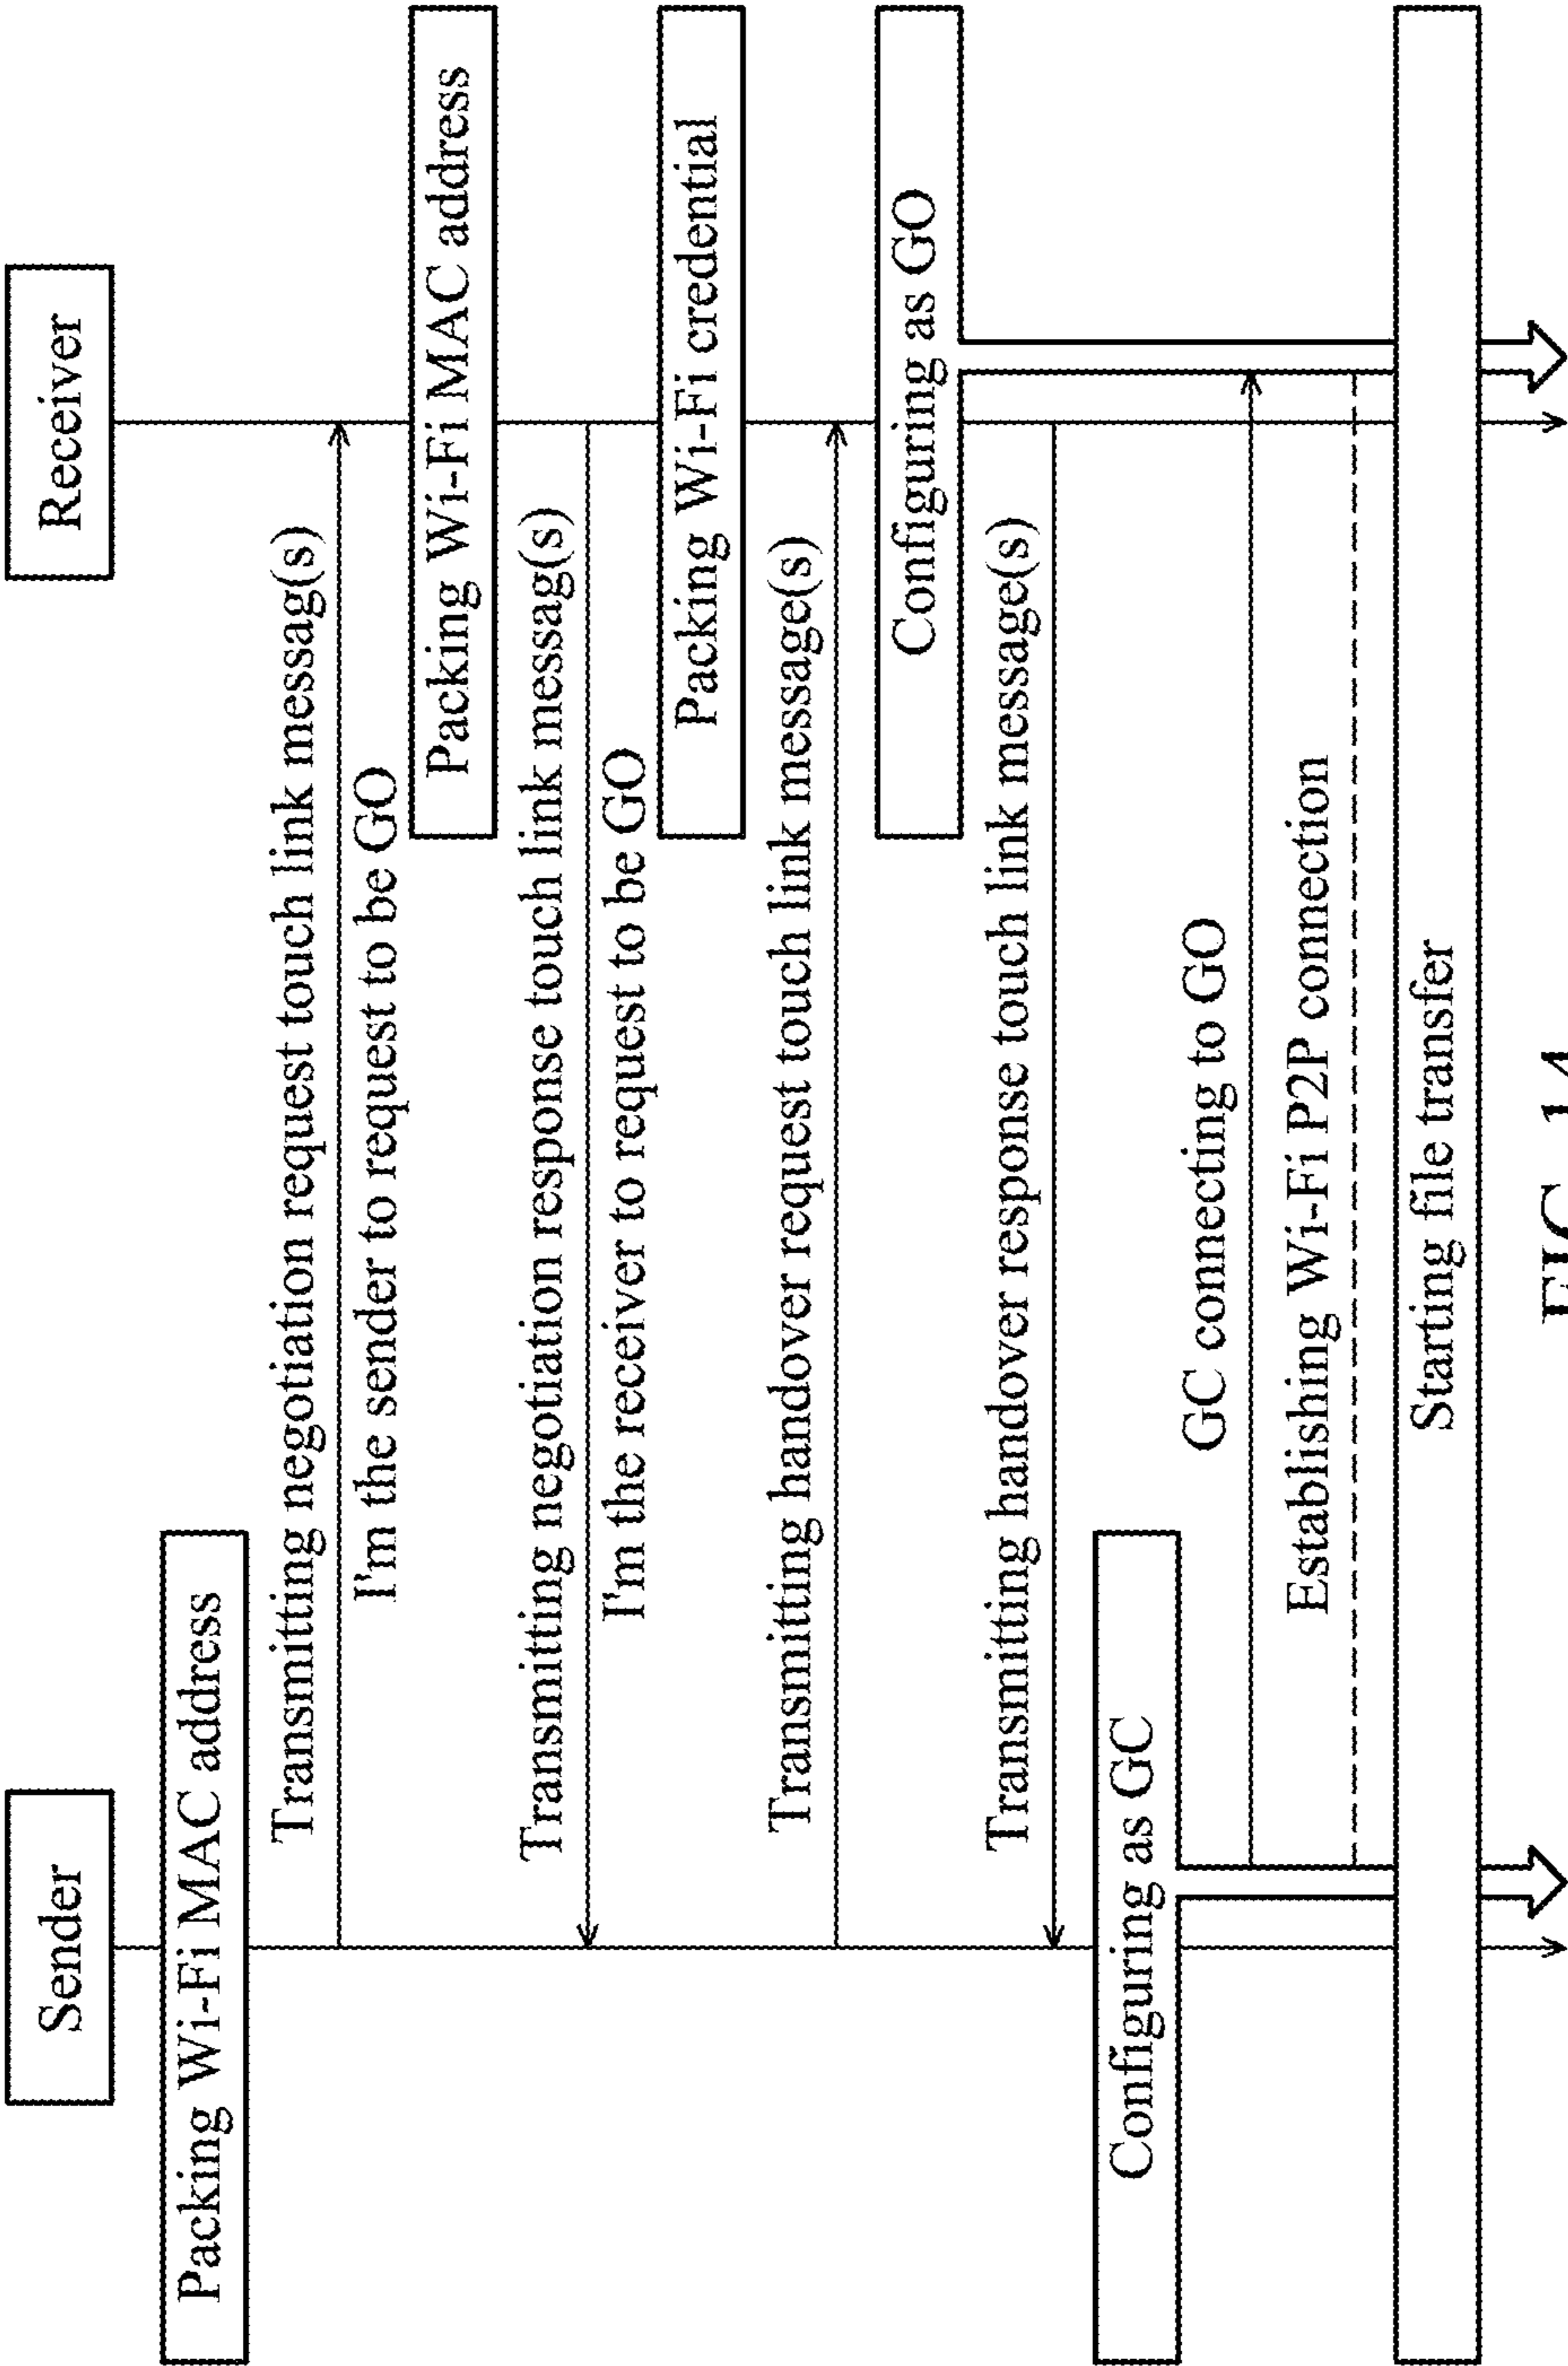 Sender
Receiver
Packing Wi-Fi MAC address
Transmitting negotiation request touch link messag(s)
I'm the sender to request to be GO
Packing Wi-Fi MAC address
Transmitting negotiation response touch link messag(s)
I'm the receiver to request to be GO
Packing Wi-Fi credential
Transmitting handover request touch link message(s)
Configuring as GO
Transmitting handover response touch link message(s)
Configuring as GC
GC connecting to GO
Establishing Wi-Fi P2P connection
Starting file transfer
FIG. 14